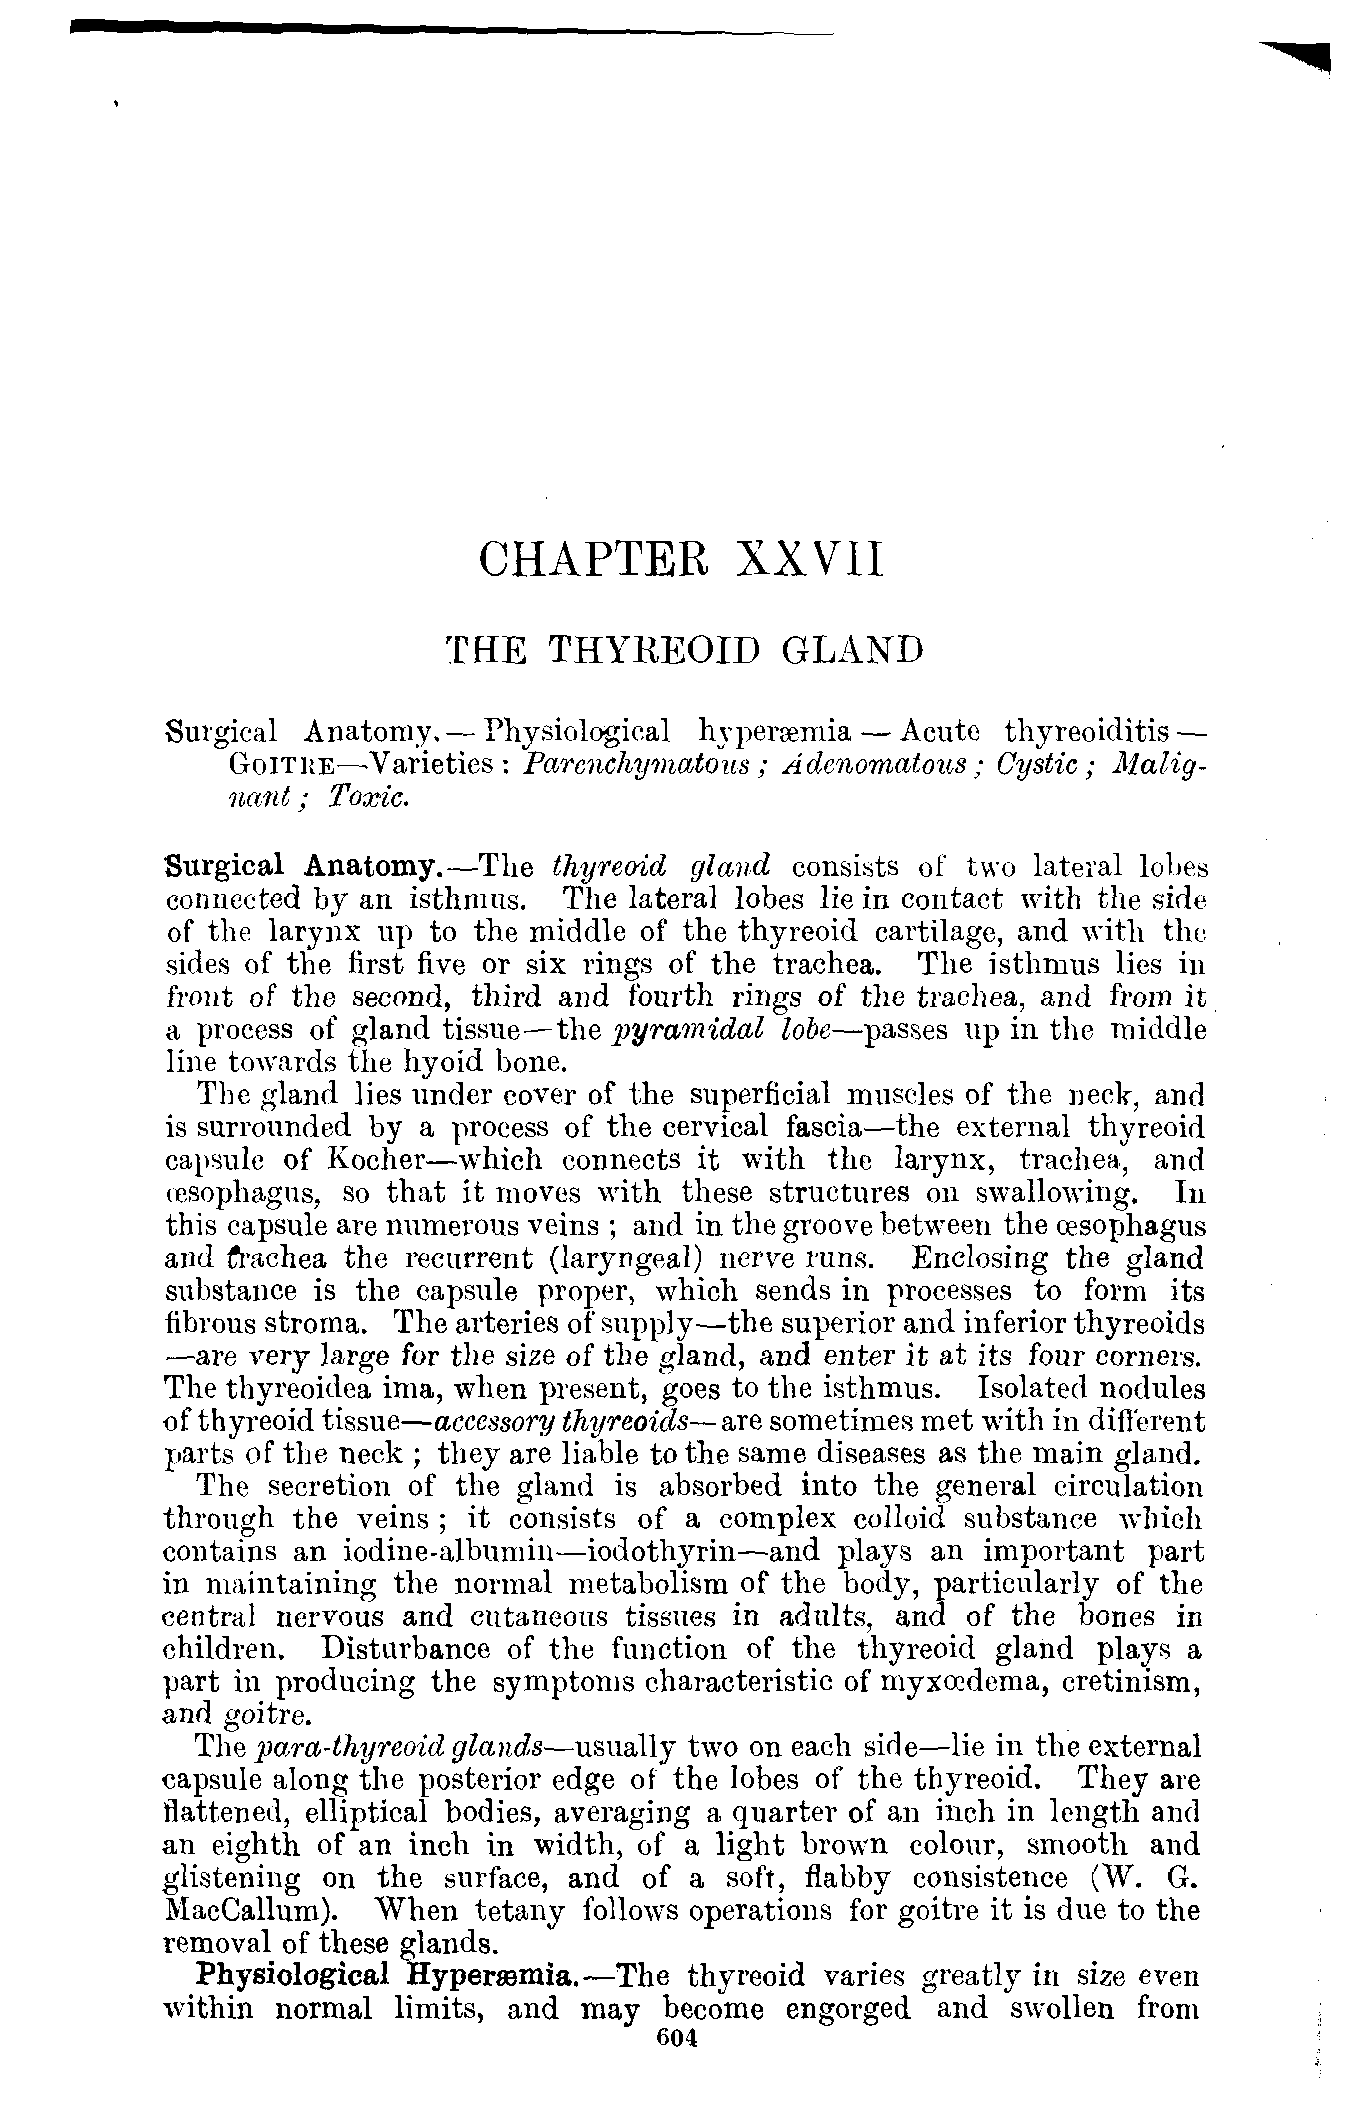 CHAPTER XXVII
THE THYREOID GLAND
Surgical Anatomy.— Physiological hyperæmia — Acute thyreoiditis —
GOITRE—Varieties : Parenchymatous ; Adenomatous ; Cystic ; Malig-
nant ; Toxic.
Surgical Anatomy.—The thyreoid gland consists of two lateral lobes
connected by an isthmus. The lateral lobes lie in contact with the side
of the larynx up to the middle of the thyreoid cartilage, and with the
sides of the first five or six rings of the trachea. The isthmus lies in
front of the second, third and fourth rings of the trachea, and from it
a process of gland tissue—the pyramidal lobe—passes up in the middle
line towards the hyoid bone.
The gland lies under cover of the superficial muscles of the neck, and
is surrounded by a process of the cervical fascia—the external thyreoid
capsule of Kocher—which connects it with the larynx, trachea, and
œsophagus, so that it moves with these structures on swallowing. In
this capsule are numerous veins ; and in the groove between the œsophagus
and trachea the recurrent (laryngeal) nerve runs. Enclosing the gland
substance is the capsule proper, which sends in processes to form its
fibrous stroma. The arteries of supply—the superior and inferior thyreoids
—are very large for the size of the gland, and enter it at its four corners.
The thyreoidea ima, when present, goes to the isthmus. Isolated nodules
of thyreoid tissue—accessory thyreoids—are sometimes met with in different
parts of the neck ; they are liable to the same diseases as the main gland.
The secretion of the gland is absorbed into the general circulation
through the veins ; it consists of a complex colloid substance which
contains an iodine-albumin—iodothyrin—and plays an important part
in maintaining the normal metabolism of the body, particularly of the
central nervous and cutaneous tissues in adults, and of the bones in
children. Disturbance of the function of the thyreoid gland plays a
part in producing the symptoms characteristic of myxœdema, cretinism,
and goitre.
The para-thyreoid glands—usually two on each side—lie in the external
capsule along the posterior edge of the lobes of the thyreoid. They are
flattened, elliptical bodies, averaging a quarter of an inch in length and
an eighth of an inch in width, of a light brown colour, smooth and
glistening on the surface, and of a soft, flabby consistence (W. G.
MacCallum). When tetany follows operations for goitre it is due to the
removal of these glands.
Physiological Hyperæmia.—The thyreoid varies greatly in size even
within normal limits, and may become engorged and swollen from
604